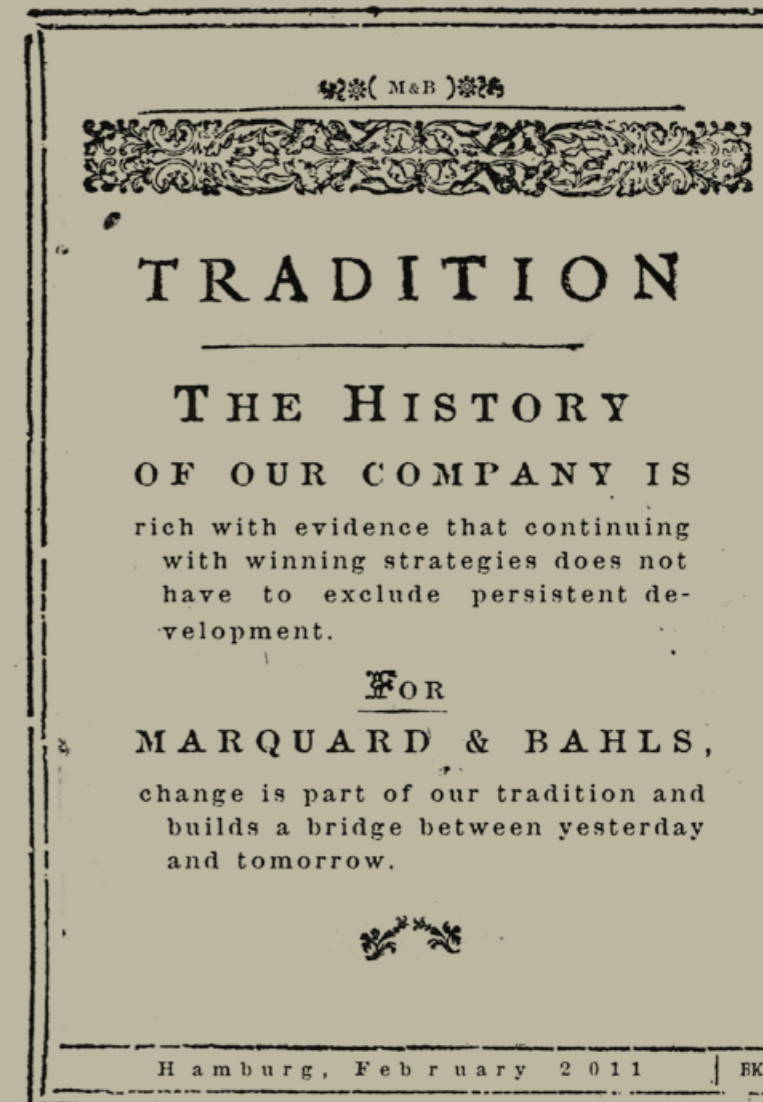 ( M&B )
TRADITION
THE HISTORY
OF OUR COMPANY IS
rich with evidence that continuing
with winning strategies does not
have to exclude persistent de-
velopment.
FOR
MARQUARD & BAHLS,
change is part of our tradition and
builds a bridge between yesterday
and tomorrow.
Hamburg, February 2011
BK